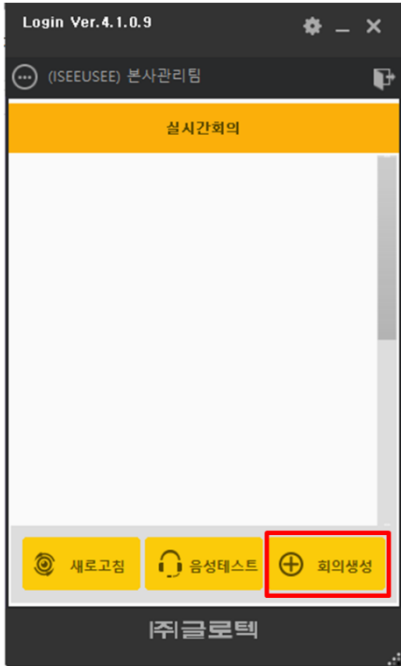 Login Ver.4.1.0.9
(ISEEUSEE) 본사관리팀
실시간회의
새로고침 음성테스트 회의생성
㈜글로텍